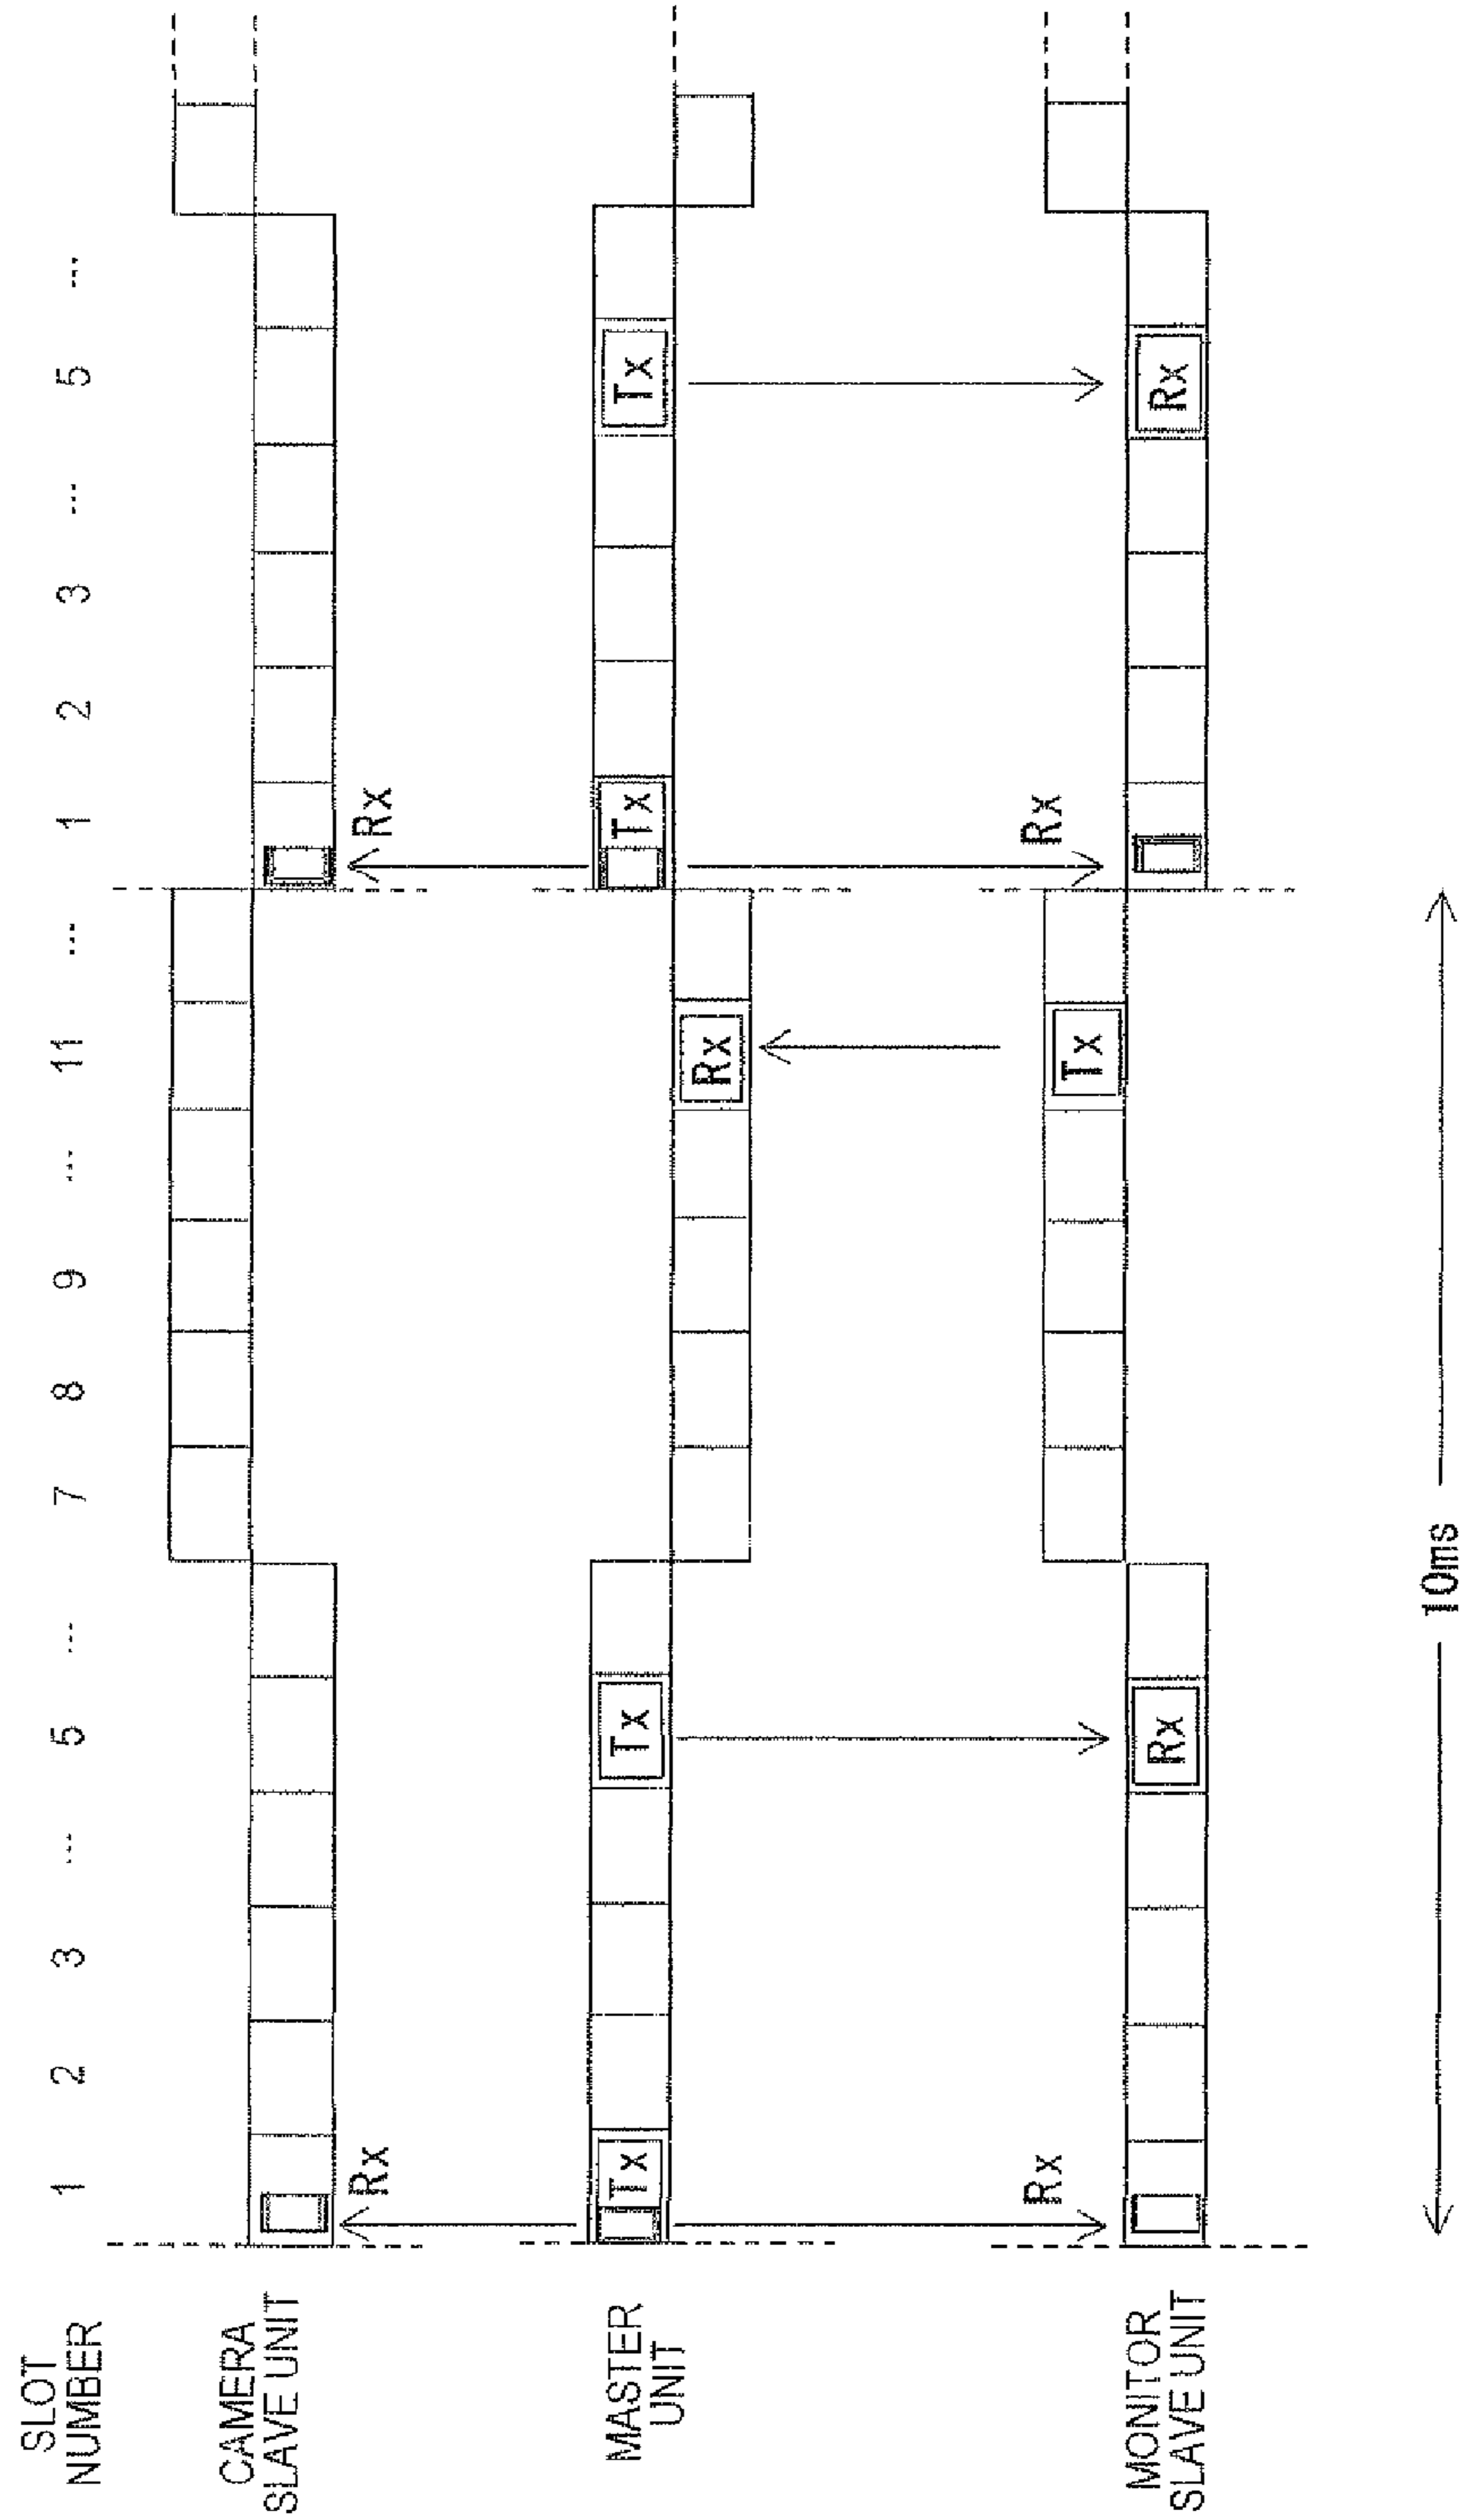 SLOT
NUMBER
1 2 3 ... 5 ... 7 8 9 ... 11 ... 1 2 3 ... 5 ...
CAMERA
SLAVE UNIT
Rx Rx
MASTER
UNIT
Tx Tx Rx Tx Tx
Rx Rx
MONITOR
SLAVE UNIT
Rx Tx Rx
10ms